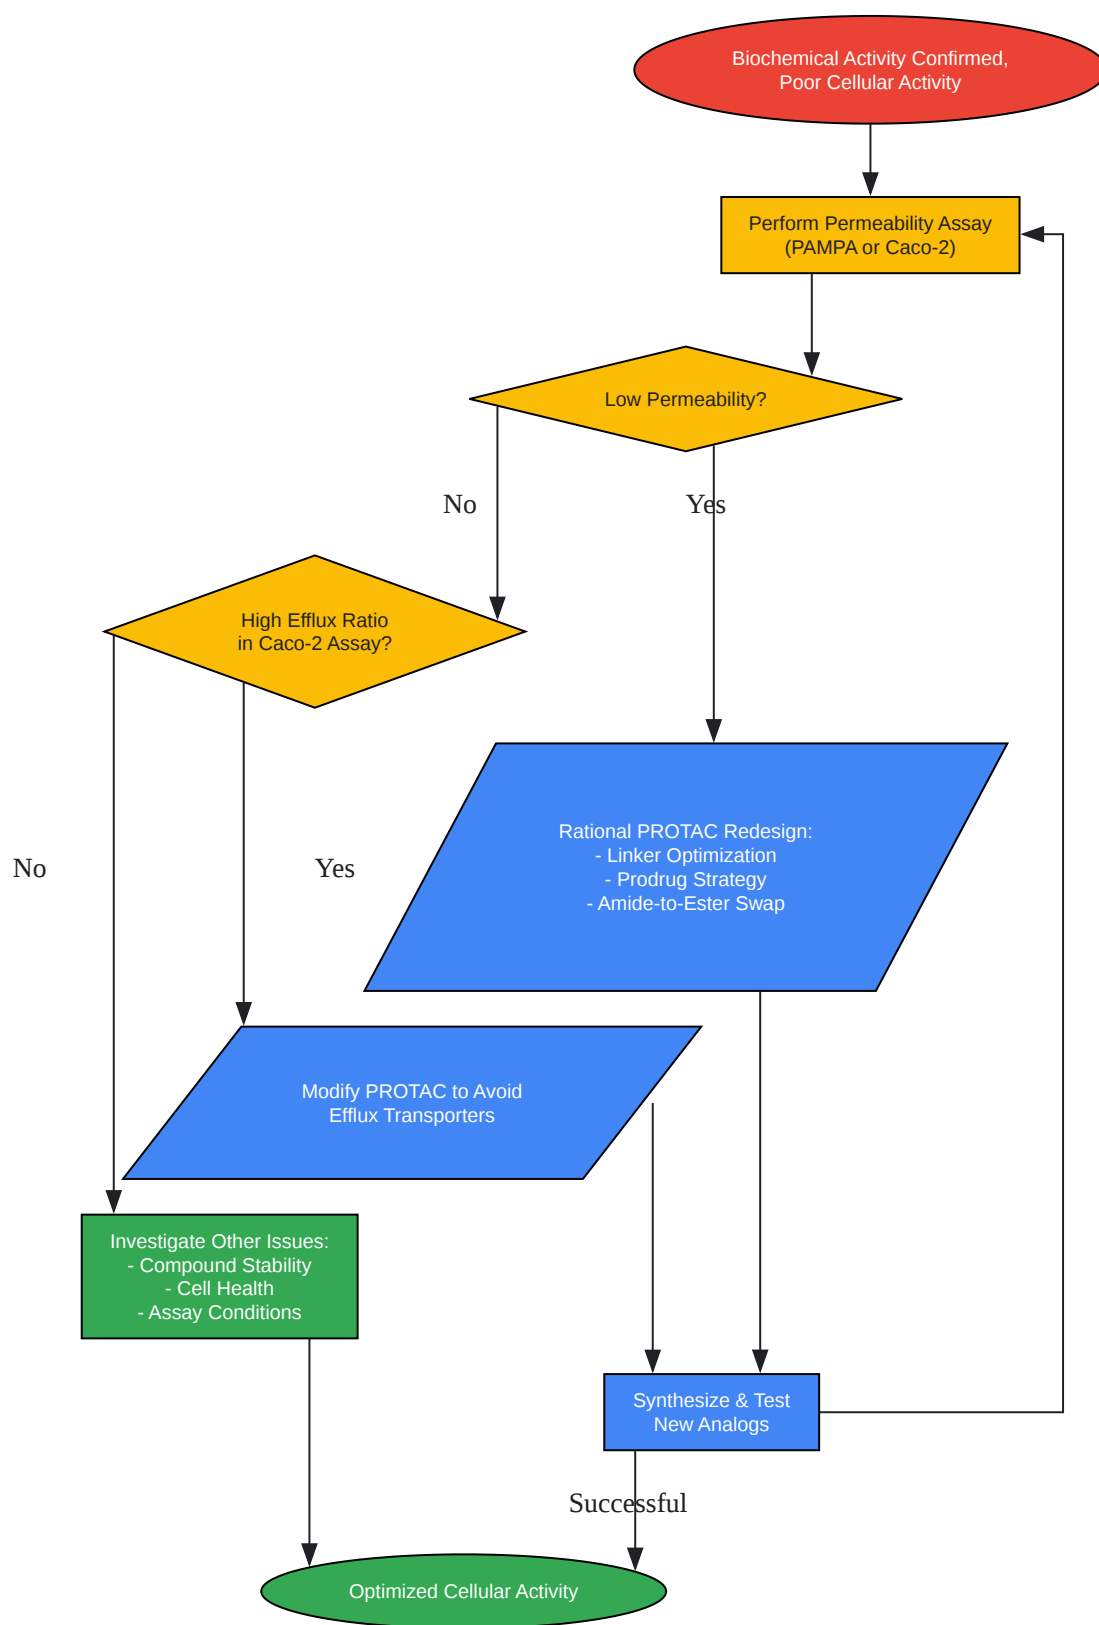 Biochemical Activity Confirmed,
Poor Cellular Activity
Perform Permeability Assay
(PAMPA or Caco-2)
Low Permeability?
No
Yes
High Efflux Ratio
in Caco-2 Assay?
Rational PROTAC Redesign:
- Linker Optimization
- Prodrug Strategy
- Amide-to-Ester Swap
No
Yes
Modify PROTAC to Avoid
Efflux Transporters
Investigate Other Issues:
- Compound Stability
- Cell Health
- Assay Conditions
Synthesize & Test
New Analogs
Successful
Optimized Cellular Activity